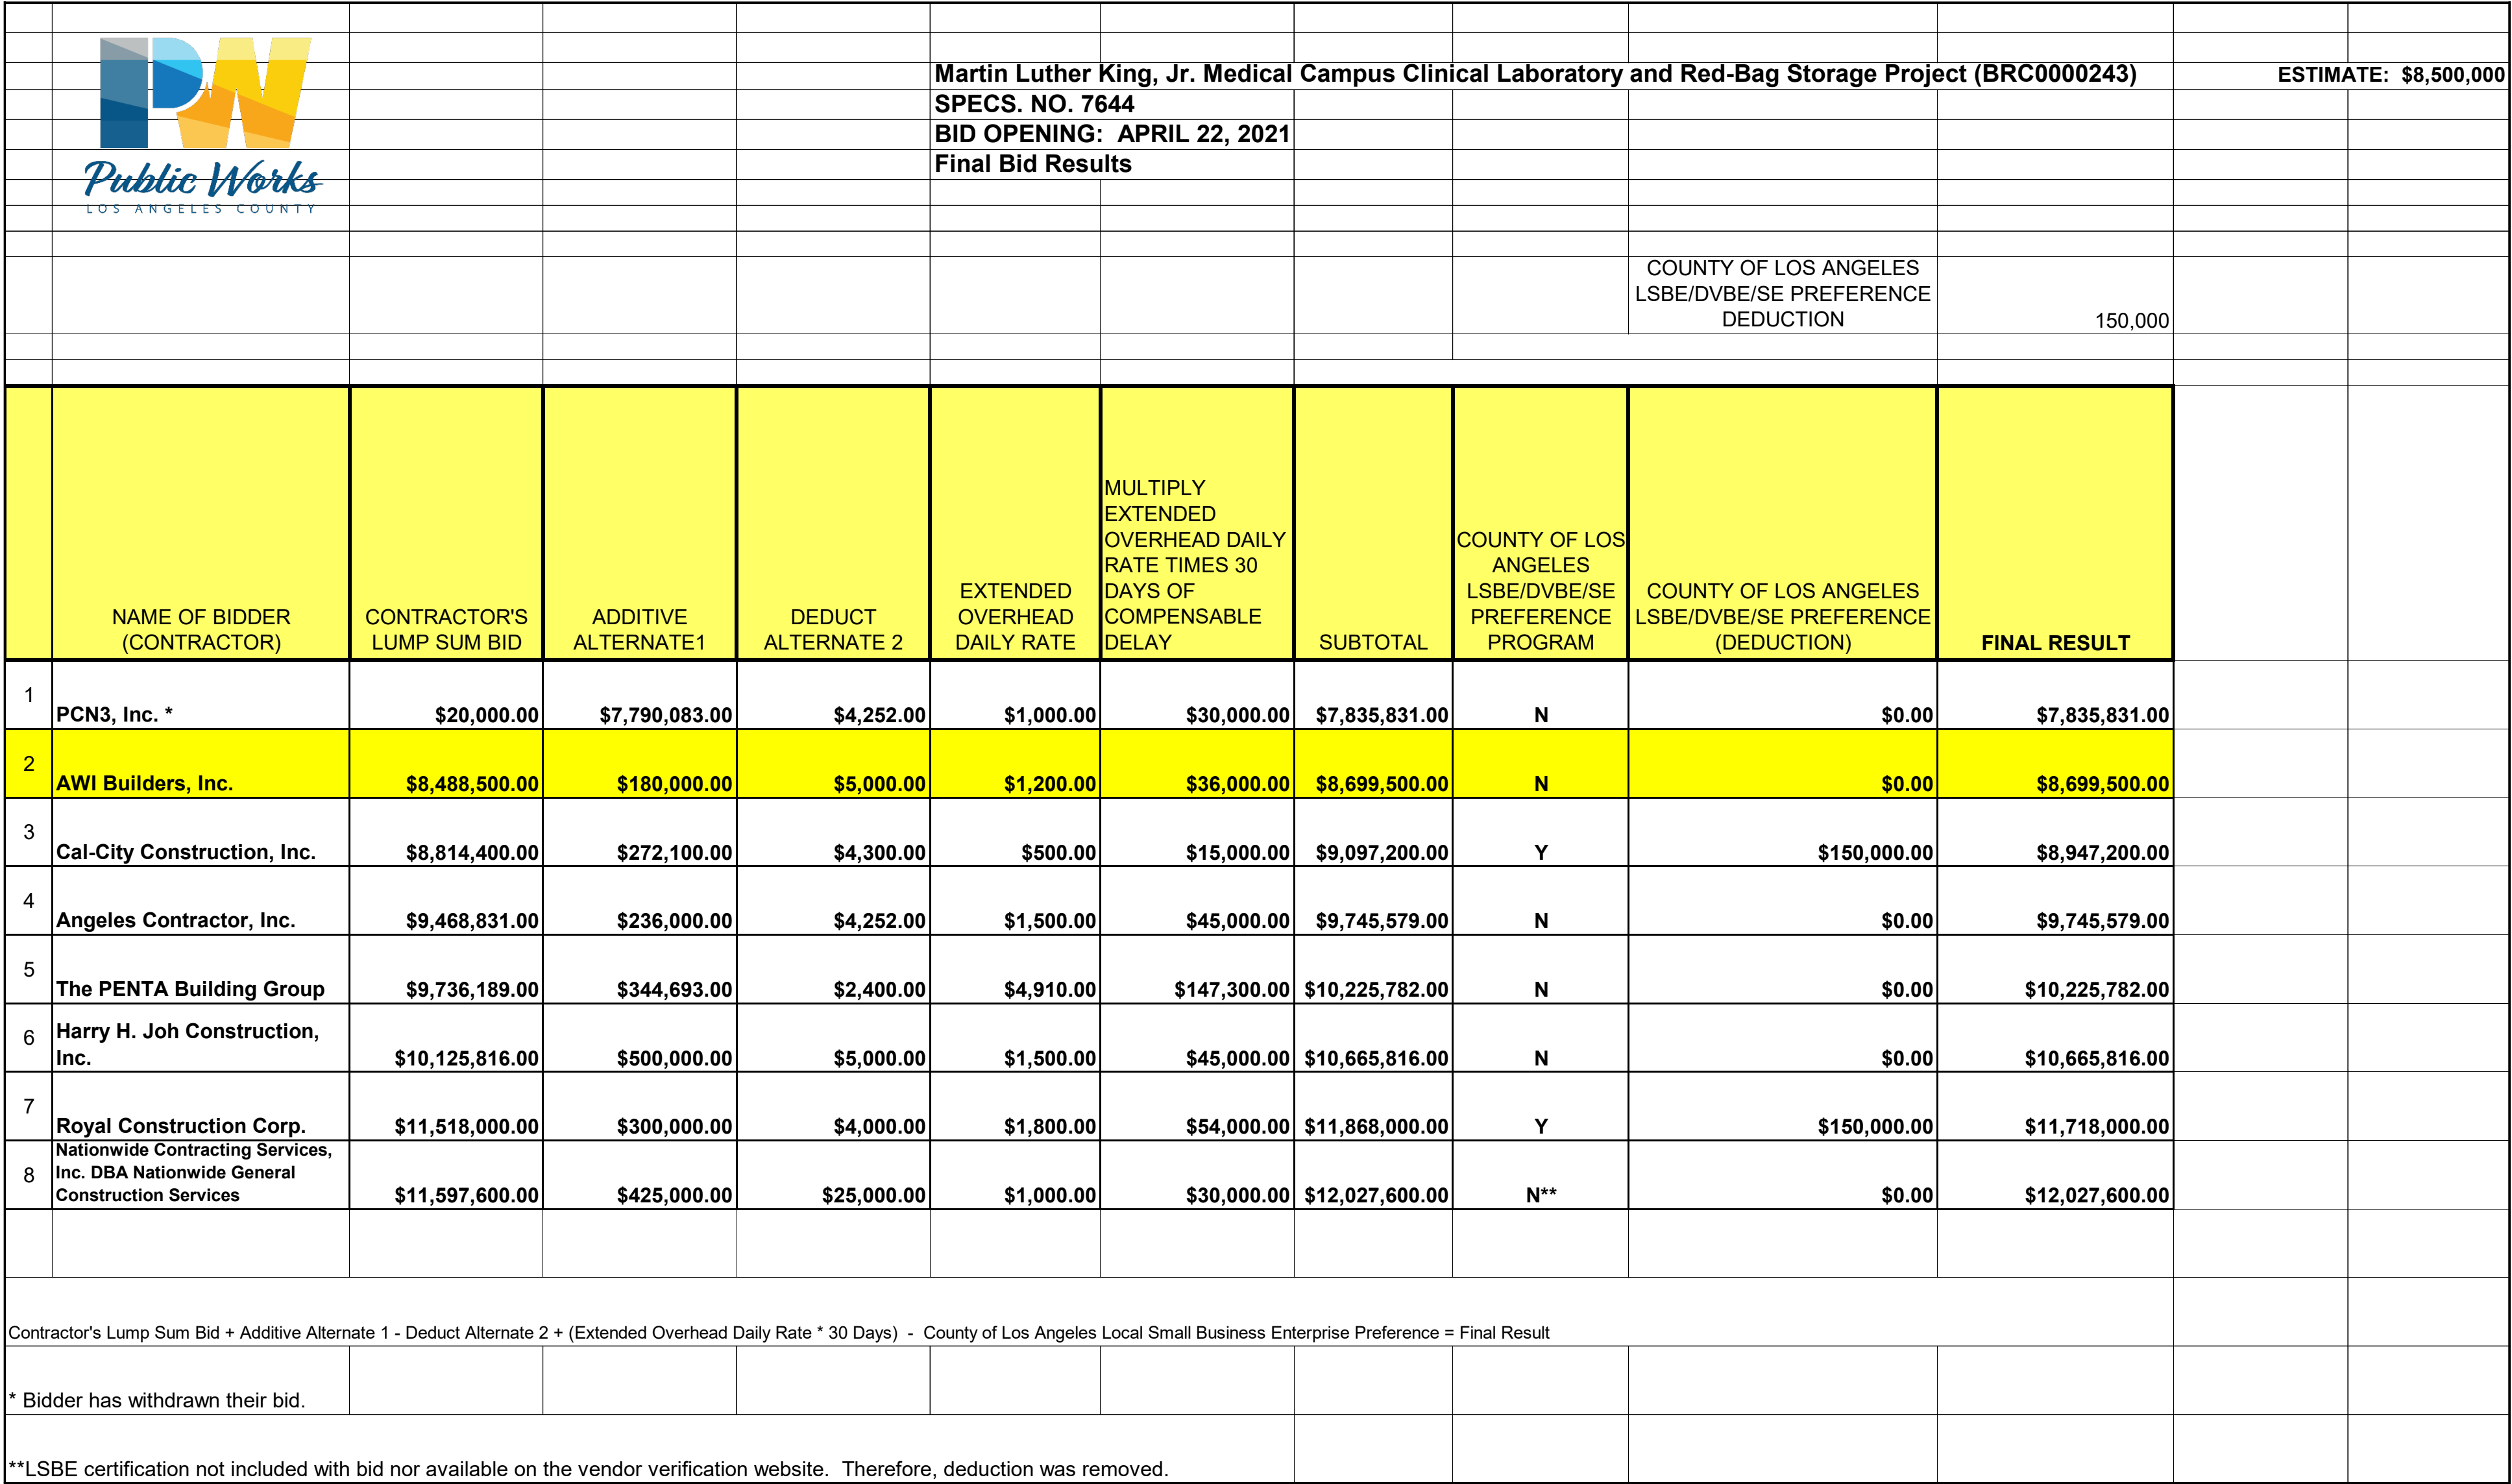 PW
Public Works
LOS ANGELES COUNTY
Martin Luther King, Jr. Medical Campus Clinical Laboratory and Red-Bag Storage Project (BRC0000243) ESTIMATE: $8,500,000
SPECS. NO. 7644
BID OPENING: APRIL 22, 2021
Final Bid Results
COUNTY OF LOS ANGELES
LSBE/DVBE/SE PREFERENCE
DEDUCTION
150,000
NAME OF BIDDER
(CONTRACTOR)
CONTRACTOR'S
LUMP SUM BID
ADDITIVE
ALTERNATE1
DEDUCT
ALTERNATE 2
EXTENDED
OVERHEAD
DAILY RATE
MULTIPLY
EXTENDED
OVERHEAD DAILY
RATE TIMES 30
DAYS OF
COMPENSABLE
DELAY
SUBTOTAL
COUNTY OF LOS
ANGELES
LSBE/DVBE/SE
PREFERENCE
PROGRAM
COUNTY OF LOS ANGELES
LSBE/DVBE/SE PREFERENCE
(DEDUCTION)
FINAL RESULT
1 PCN3, Inc. * $20,000.00 $7,790,083.00 $4,252.00 $1,000.00 $30,000.00 $7,835,831.00 N $0.00 $7,835,831.00
2 AWI Builders, Inc. $8,488,500.00 $180,000.00 $5,000.00 $1,200.00 $36,000.00 $8,699,500.00 N $0.00 $8,699,500.00
3 Cal-City Construction, Inc. $8,814,400.00 $272,100.00 $4,300.00 $500.00 $15,000.00 $9,097,200.00 Y $150,000.00 $8,947,200.00
4 Angeles Contractor, Inc. $9,468,831.00 $236,000.00 $4,252.00 $1,500.00 $45,000.00 $9,745,579.00 N $0.00 $9,745,579.00
5 The PENTA Building Group $9,736,189.00 $344,693.00 $2,400.00 $4,910.00 $147,300.00 $10,225,782.00 N $0.00 $10,225,782.00
6 Harry H. Joh Construction,
Inc. $10,125,816.00 $500,000.00 $5,000.00 $1,500.00 $45,000.00 $10,665,816.00 N $0.00 $10,665,816.00
7 Royal Construction Corp. $11,518,000.00 $300,000.00 $4,000.00 $1,800.00 $54,000.00 $11,868,000.00 Y $150,000.00 $11,718,000.00
8 Nationwide Contracting Services,
Inc. DBA Nationwide General
Construction Services $11,597,600.00 $425,000.00 $25,000.00 $1,000.00 $30,000.00 $12,027,600.00 N** $0.00 $12,027,600.00
Contractor's Lump Sum Bid + Additive Alternate 1 - Deduct Alternate 2 + (Extended Overhead Daily Rate * 30 Days) - County of Los Angeles Local Small Business Enterprise Preference = Final Result
* Bidder has withdrawn their bid.
**LSBE certification not included with bid nor available on the vendor verification website. Therefore, deduction was removed.